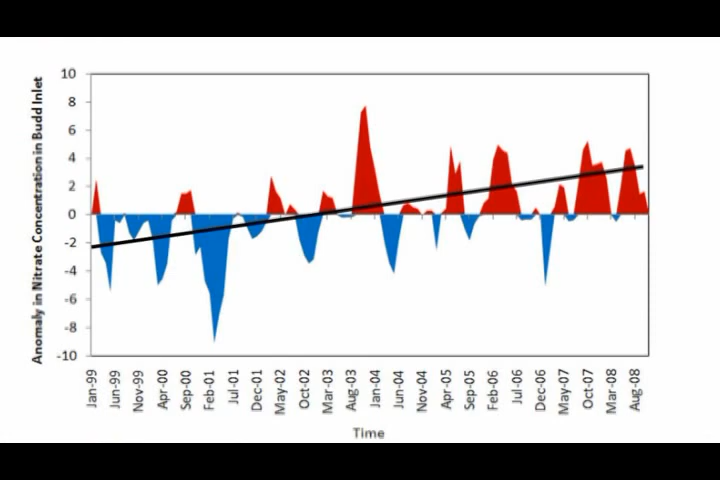 Anomaly in Nitrate Concentration in Budd Inlet
10
8
6
4
2
0
-2
-4
-6
-8
-10
Jan-99
Jun-99
Nov-99
Apr-00
Sep-00
Feb-01
Jul-01
Dec-01
May-02
Oct-02
Mar-03
Aug-03
Jan-04
Jun-04
Nov-04
Apr-05
Sep-05
Feb-06
Jul-06
Dec-06
May-07
Oct-07
Mar-08
Aug-08
Time